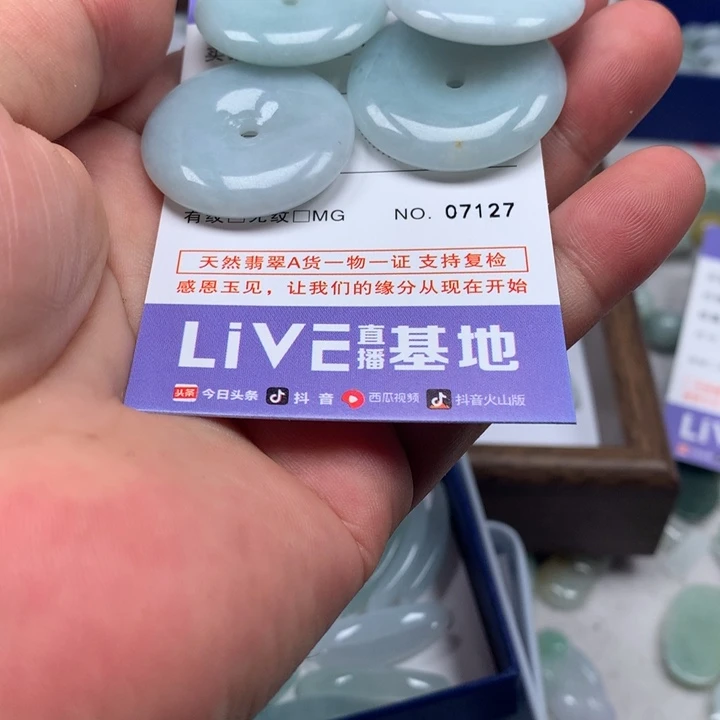 有纹□无纹□MG NO. 07127
天然翡翠A货一物一证 支持复检
感恩玉见，让我们的缘分从现在开始
LiVE直播基地
头条 今日头条 抖音 西瓜视频 抖音火山版
Li